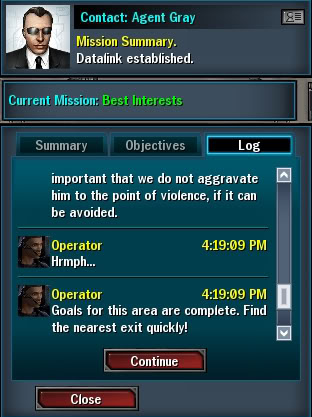 Contact: Agent Gray
Mission Summary.
Datalink established.
Current Mission: Best Interests
Summary
Objectives
Log
important that we do not aggravate
him to the point of violence, if it can
be avoided.
Operator 4:19:09 PM
Hrmph...
Operator 4:19:09 PM
Goals for this area are complete. Find
the nearest exit quickly!
Continue
Close